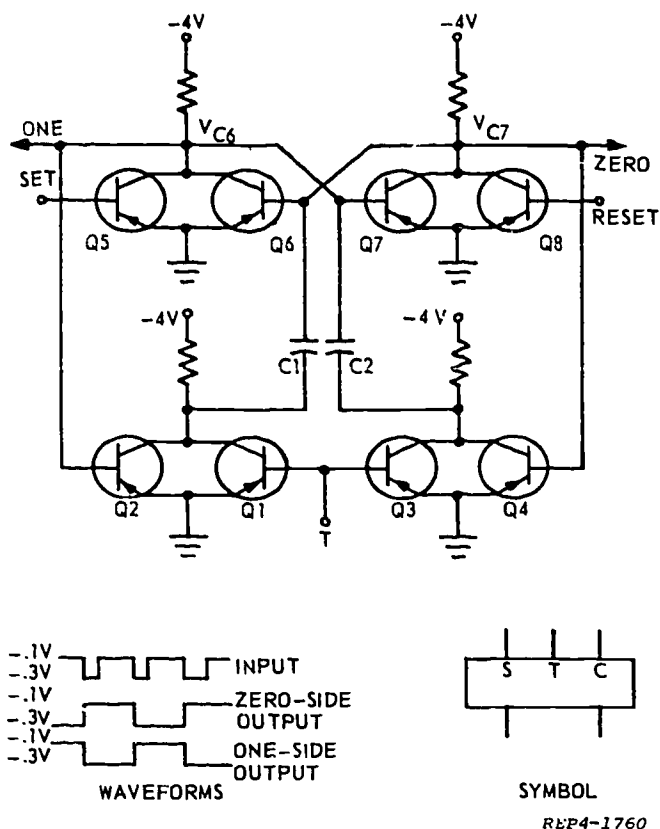 -4V
-4V
ONE
VC6
VC7
ZERO
SET
RESET
Q5
Q6
Q7
Q8
-4V
-4V
C1
C2
Q2
Q1
Q3
Q4
T
-.1V
-.3V
INPUT
-.1V
-.3V
ZERO-SIDE
OUTPUT
-.1V
-.3V
ONE-SIDE
OUTPUT
WAVEFORMS
S
T
C
SYMBOL
REP4-1760